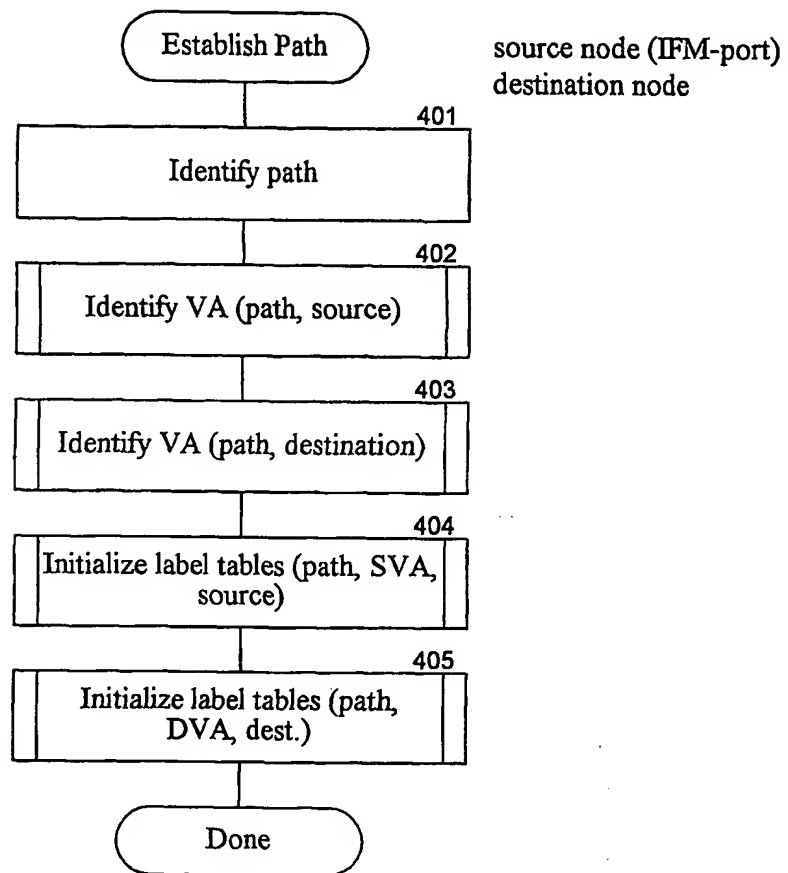 Establish Path
source node (IFM-port)
destination node
401
Identify path
402
Identify VA (path, source)
403
Identify VA (path, destination)
404
Initialize label tables (path, SVA,
source)
405
Initialize label tables (path,
DVA, dest.)
Done